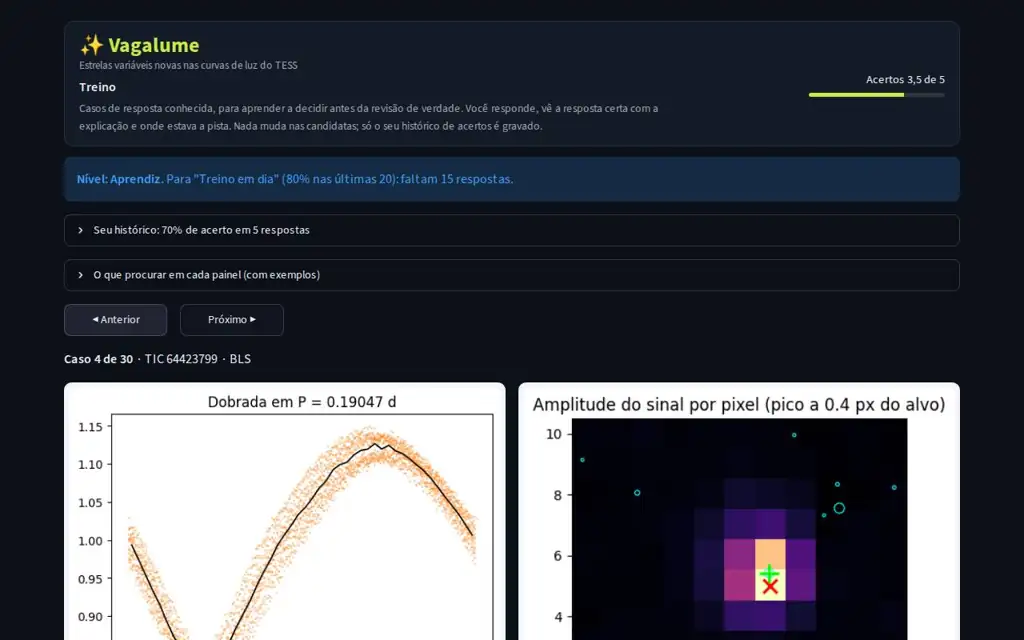 ✨ Vagalume
Estrelas variáveis novas nas curvas de luz do TESS
Treino
Acertos 3,5 de 5
Casos de resposta conhecida, para aprender a decidir antes da revisão de verdade. Você responde, vê a resposta certa com a
explicação e onde estava a pista. Nada muda nas candidatas; só o seu histórico de acertos é gravado.
Nível: Aprendiz. Para "Treino em dia" (80% nas últimas 20): faltam 15 respostas.
Seu histórico: 70% de acerto em 5 respostas
O que procurar em cada painel (com exemplos)
◂ Anterior
Próximo ▸
Caso 4 de 30 · TIC 64423799 · BLS
Dobrada em P = 0.19047 d
1.15
1.10
1.05
1.00
0.95
0.90
Amplitude do sinal por pixel (pico a 0.4 px do alvo)
10
8
6
4